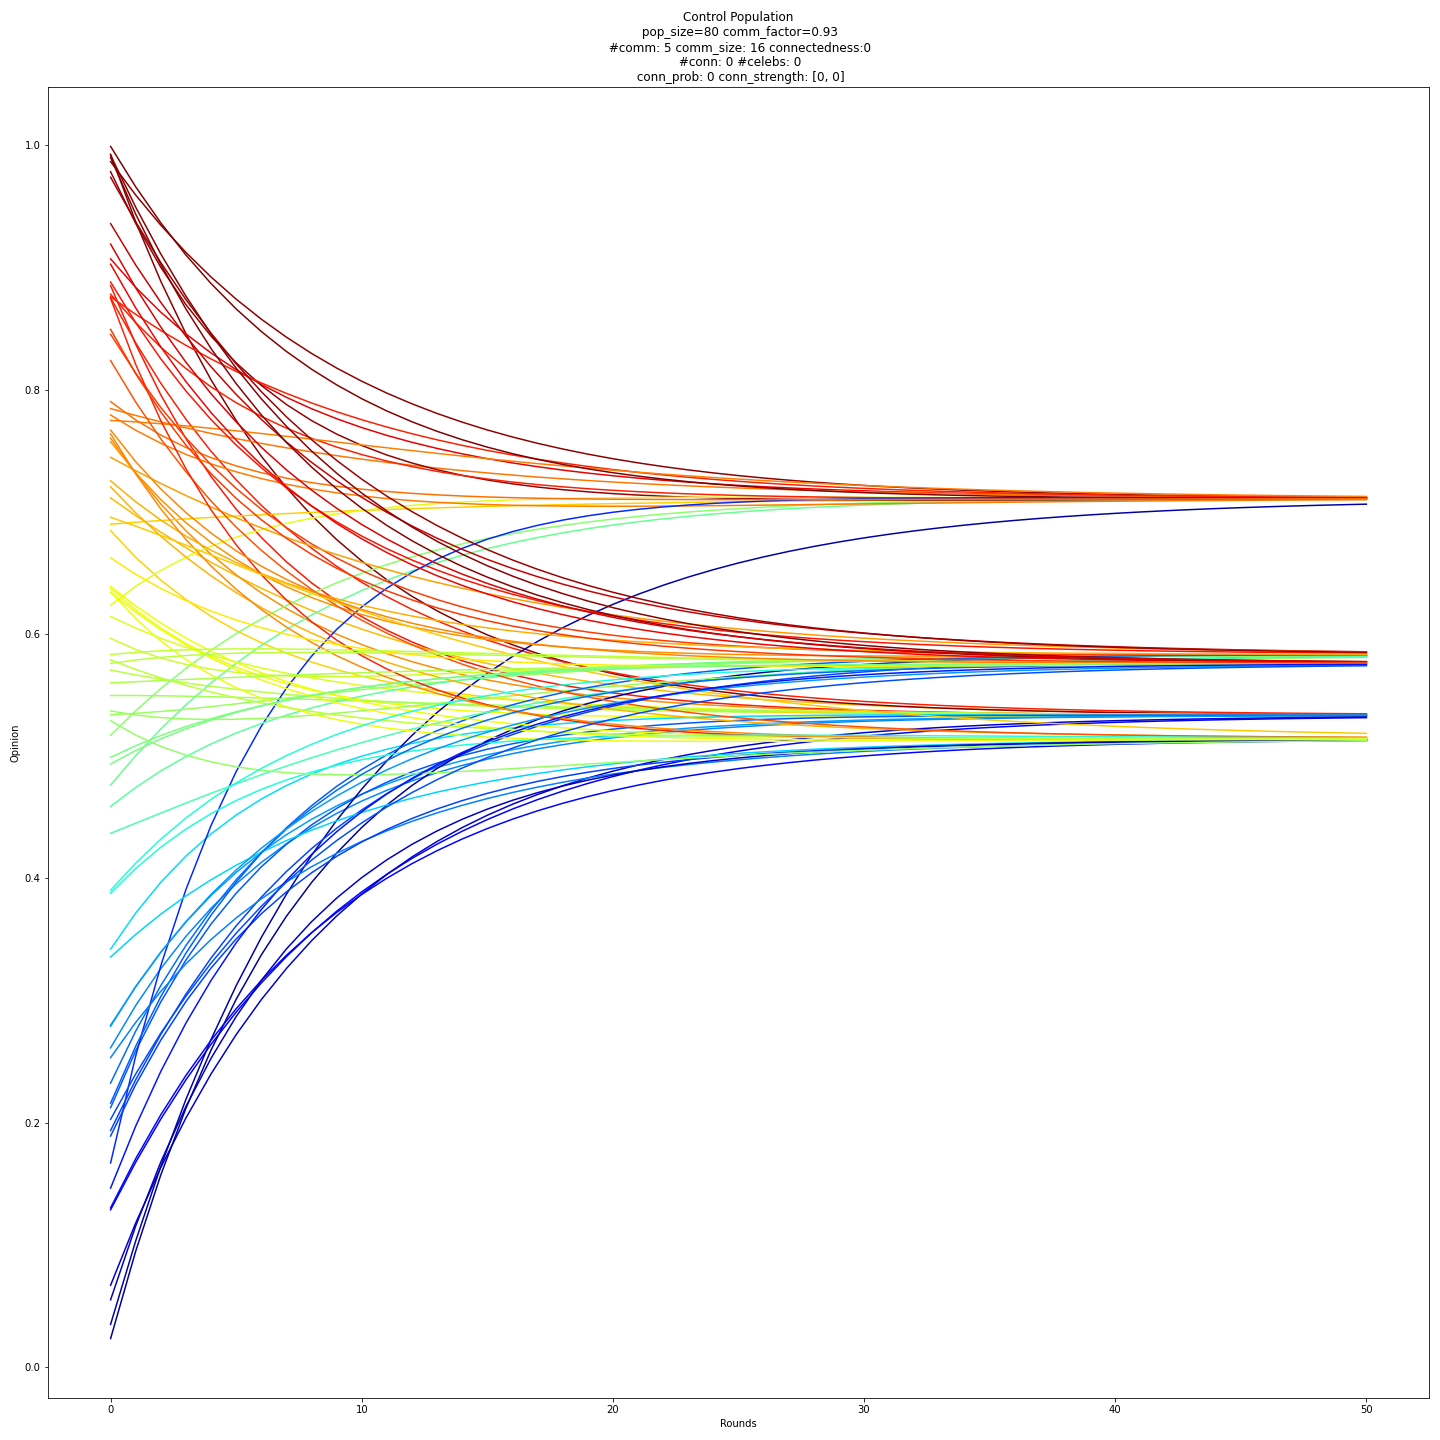 Control Population
pop_size=80 comm_factor=0.93
#comm: 5 comm_size: 16 connectedness:0
#conn: 0 #celebs: 0
conn_prob: 0 conn_strength: [0, 0]
1.0
0.8
0.6
0.4
0.2
0.0
Opinion
0 10 20 30 40 50
Rounds